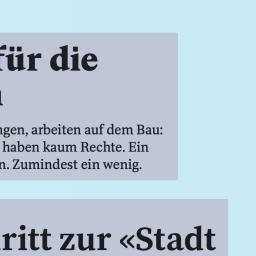 für die
ngen, arbeiten auf dem Bau:
haben kaum Rechte. Ein
n. Zumindest ein wenig.
ritt zur «Stadt